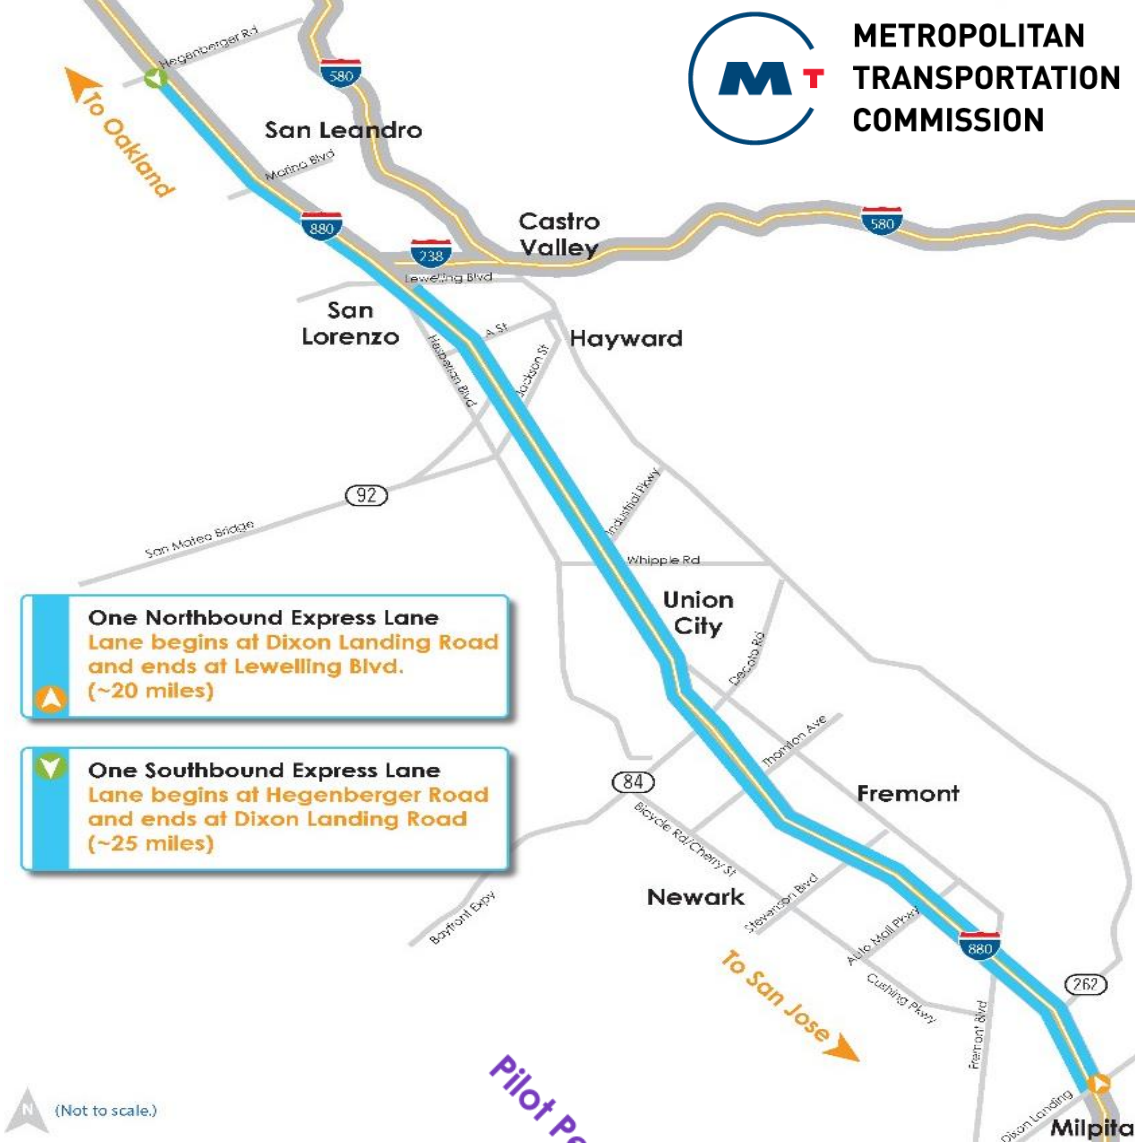 METROPOLITAN
TRANSPORTATION
COMMISSION
MT
Hegenberger Rd
580
To Oakland
San Leandro
Marina Blvd
880
238
Castro
Valley
580
Lewelling Blvd
San
Lorenzo
A St
Hayward
Hesperian Blvd
Jackson St
92
Industrial Pkwy
San Mateo Bridge
Whipple Rd
One Northbound Express Lane
Lane begins at Dixon Landing Road
and ends at Lewelling Blvd.
(~20 miles)
Union
City
Decoto Rd
Thornton Ave
One Southbound Express Lane
Lane begins at Hegenberger Road
and ends at Dixon Landing Road
(~25 miles)
84
Fremont
Bicycle Rd/Cherry St
Newark
Stevenson Blvd
Bayfront Expy
Auto Mall Pkwy
880
To San Jose
Cushing Pkwy
262
Fremont Blvd
Pilot Pe
N
(Not to scale.)
Dixon Landing
Milpita